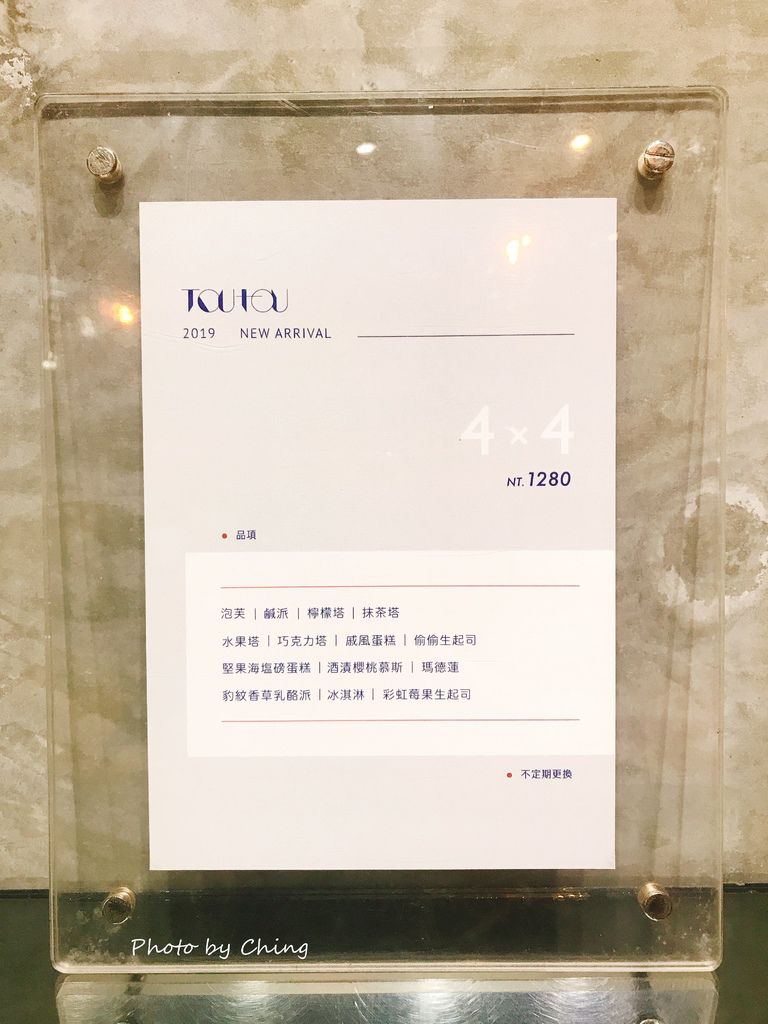 TOUTOU
2019 NEW ARRIVAL
4×4
NT. 1280
• 品項
泡芙 | 鹹派 | 檸檬塔 | 抹茶塔
水果塔 | 巧克力塔 | 戚風蛋糕 | 偷偷生起司
堅果海塩磅蛋糕 | 酒漬櫻桃慕斯 | 瑪德蓮
豹紋香草乳酪派 | 冰淇淋 | 彩虹莓果生起司
• 不定期更換
Photo by Ching